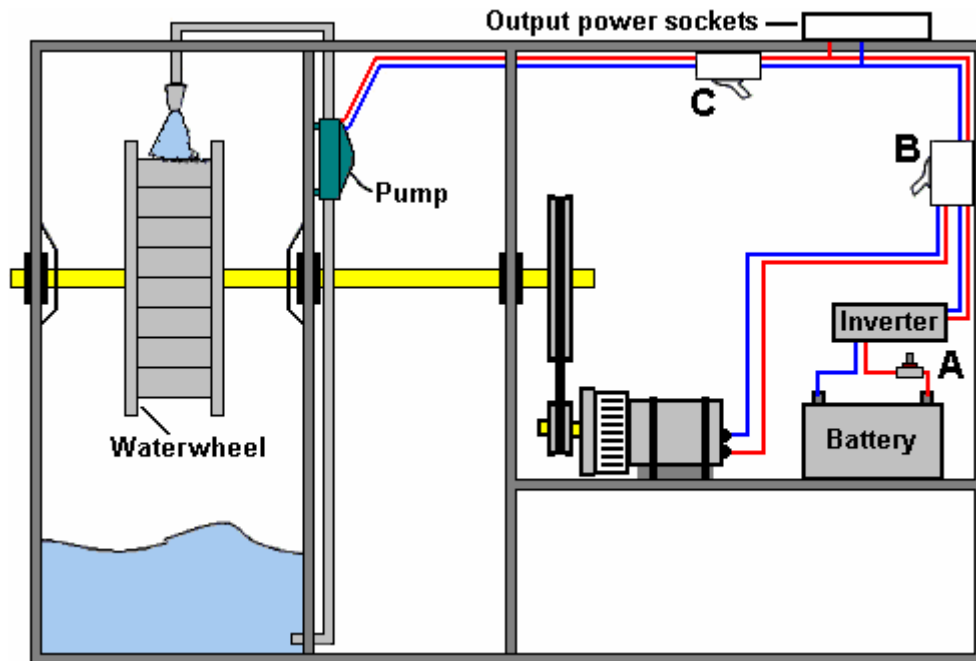 Output power sockets
C
B
Pump
Inverter
A
Waterwheel
Battery